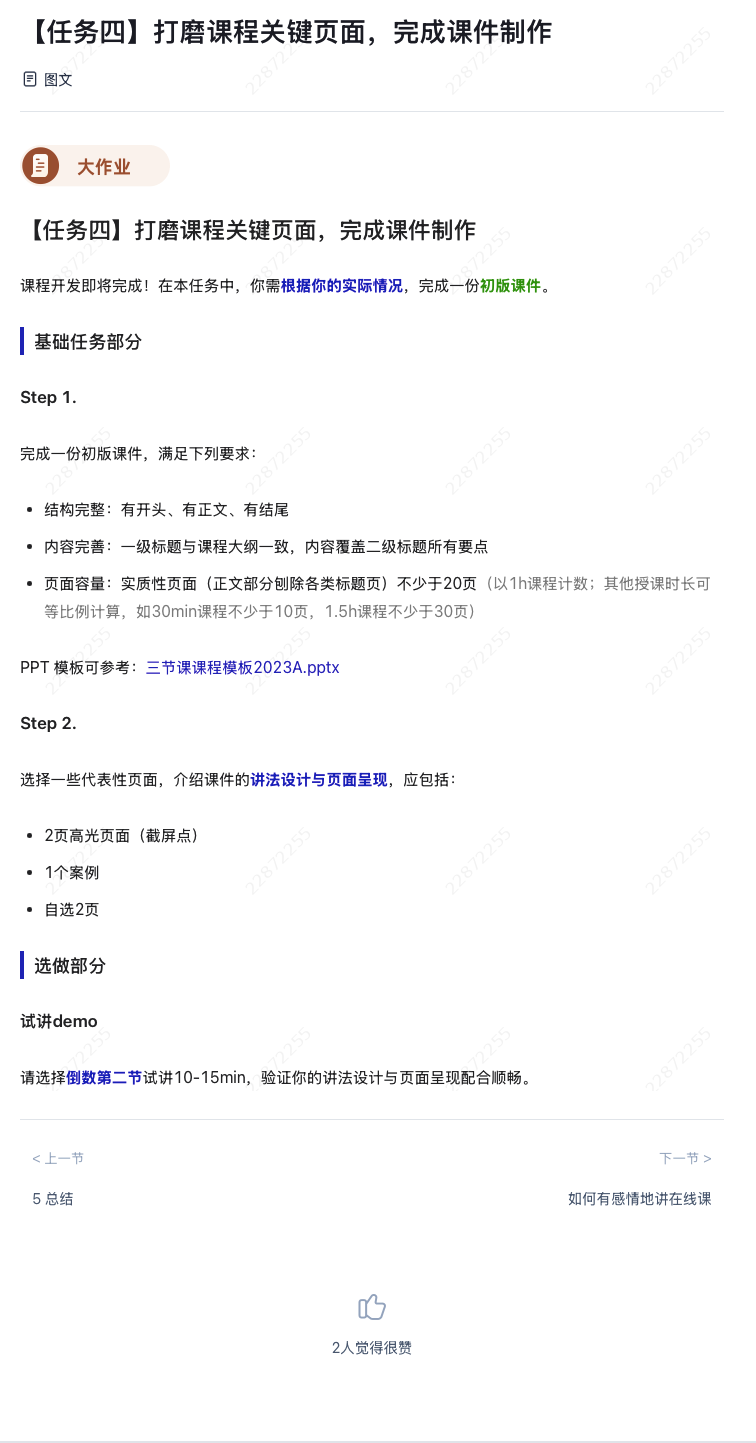 【任务四】打磨课程关键页面，完成课件制作
图文
大作业
【任务四】打磨课程关键页面，完成课件制作
课程开发即将完成！在本任务中，你需根据你的实际情况，完成一份初版课件。
基础任务部分
Step 1.
完成一份初版课件，满足下列要求：
• 结构完整：有开头、有正文、有结尾
• 内容完善：一级标题与课程大纲一致，内容覆盖二级标题所有要点
• 页面容量：实质性页面（正文部分刨除各类标题页）不少于20页（以1h课程计数；其他授课时长可
等比例计算，如30min课程不少于10页，1.5h课程不少于30页）
PPT 模板可参考：三节课课程模板2023A.pptx
Step 2.
选择一些代表性页面，介绍课件的讲法设计与页面呈现，应包括：
• 2页高光页面（截屏点）
• 1个案例
• 自选2页
选做部分
试讲demo
请选择倒数第二节试讲10-15min，验证你的讲法设计与页面呈现配合顺畅。
< 上一节
下一节 >
5 总结
如何有感情地讲在线课
2人觉得很赞
22872255